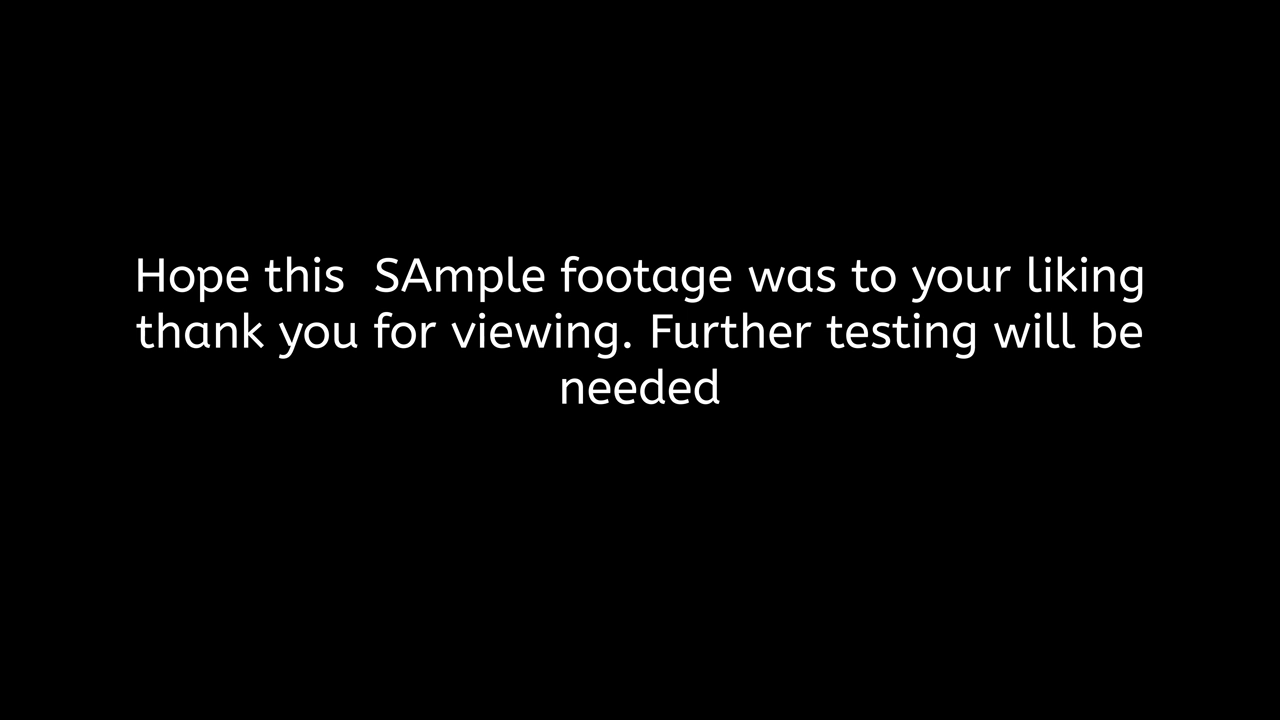 Hope this  SAmple footage was to your liking
thank you for viewing. Further testing will be
needed